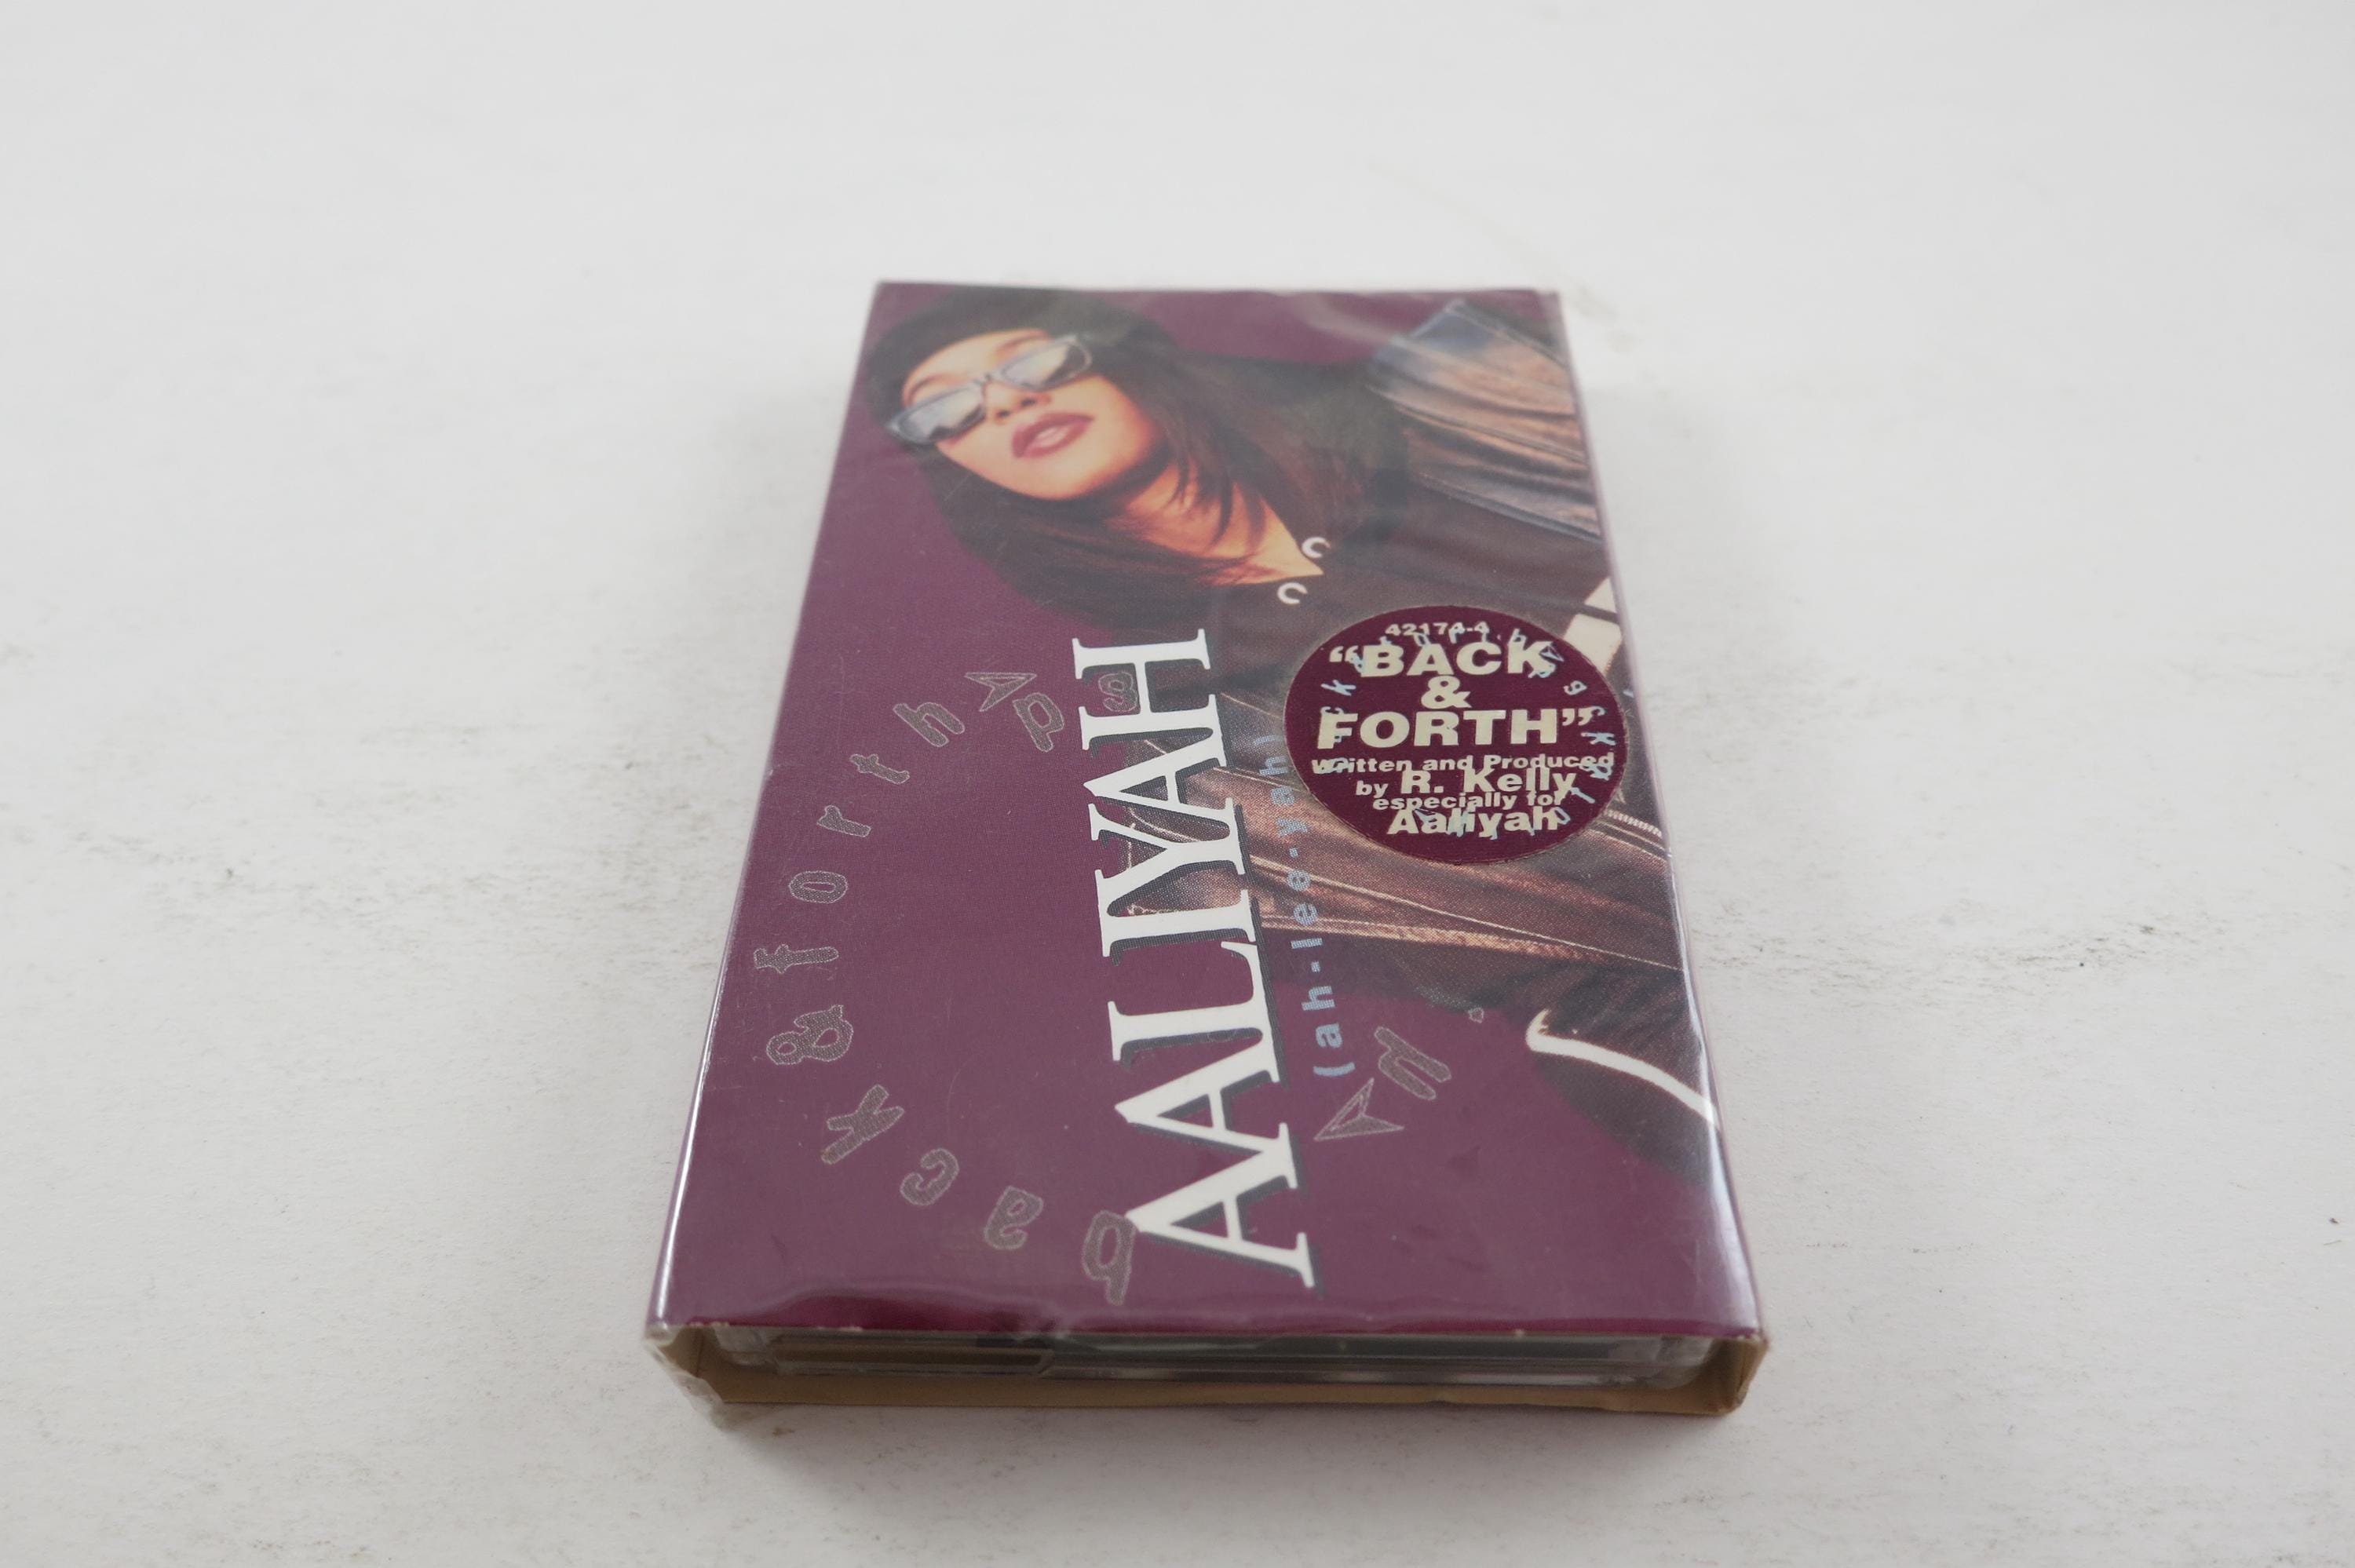 AALIYAH
(ah-lee-yah)
back & forth
42174-4
"BACK
&
FORTH"
Written and Produced
by R. Kelly
especially for
Aaliyah